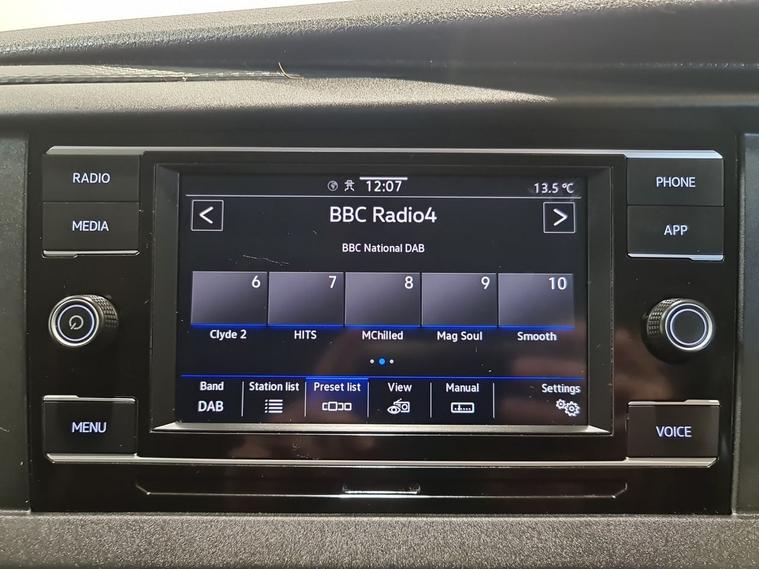 RADIO
MEDIA
MENU
PHONE
APP
VOICE
12:07
13.5 °C
<
BBC Radio4
>
BBC National DAB
6 7 8 9 10
Clyde 2 HITS MChilled Mag Soul Smooth
Band Station list Preset list View Manual Settings
DAB